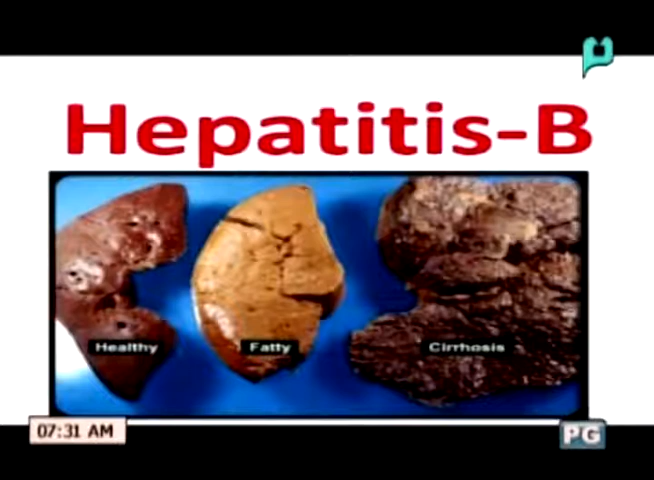 Hepatitis-B
Healthy
Fatty
Cirrhosis
07:31 AM
PG